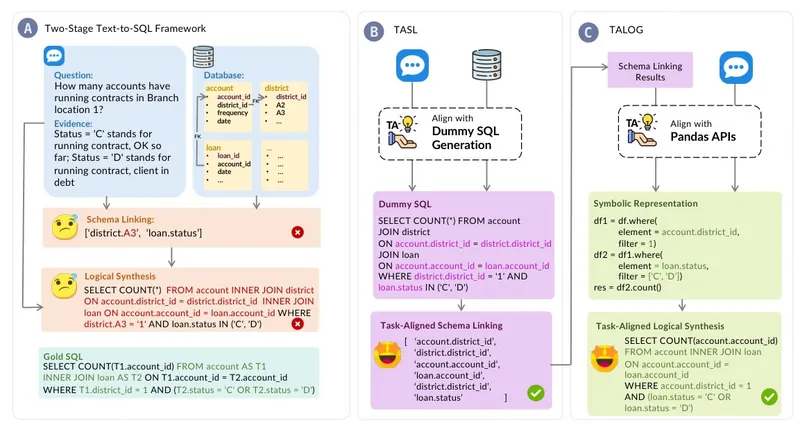 A Two-Stage Text-to-SQL Framework
Question:
How many accounts have
running contracts in Branch
location 1?
Evidence:
Status = 'C' stands for
running contract, OK so
far; Status = 'D' stands for
running contract, client in
debt
Database:
account
• account_id
• district_id
• frequency
• date
FK
district
• district_id
• A2
• A3
• ...
FK
loan
• loan_id
• account_id
• date
• ...
...
• ...
• ...
• ...
Schema Linking:
['district.A3', 'loan.status']
Logical Synthesis
SELECT COUNT(*) FROM account INNER JOIN district
ON account.district_id = district.district_id INNER JOIN
loan ON account.account_id = loan.account_id WHERE
district.A3 = '1' AND loan.status IN ('C', 'D')
Gold SQL
SELECT COUNT(T1.account_id) FROM account AS T1
INNER JOIN loan AS T2 ON T1.account_id = T2.account_id
WHERE T1.district_id = 1 AND (T2.status = 'C' OR T2.status = 'D')
B TASL
TA
Align with
Dummy SQL
Generation
Dummy SQL
SELECT COUNT(*) FROM account
JOIN district
ON account.district_id = district.district_id
JOIN loan
ON account.account_id = loan.account_id
WHERE district.district_id = '1' AND
loan.status IN ('C', 'D')
Task-Aligned Schema Linking
[ 'account.district_id',
'district.district_id',
'account.account_id',
'loan.account_id',
'district.district_id',
'loan.status' ]
C TALOG
Schema Linking
Results
TA
Align with
Pandas APIs
Symbolic Representation
df1 = df.where(
element = account.district_id,
filter = 1)
df2 = df1.where(
element = loan.status,
filter = ['C', 'D'])
res = df2.count()
Task-Aligned Logical Synthesis
SELECT COUNT(account.account_id)
FROM account INNER JOIN loan
ON account.account_id =
loan.account_id
WHERE account.district_id = 1
AND (loan.status = 'C' OR
loan.status = 'D')